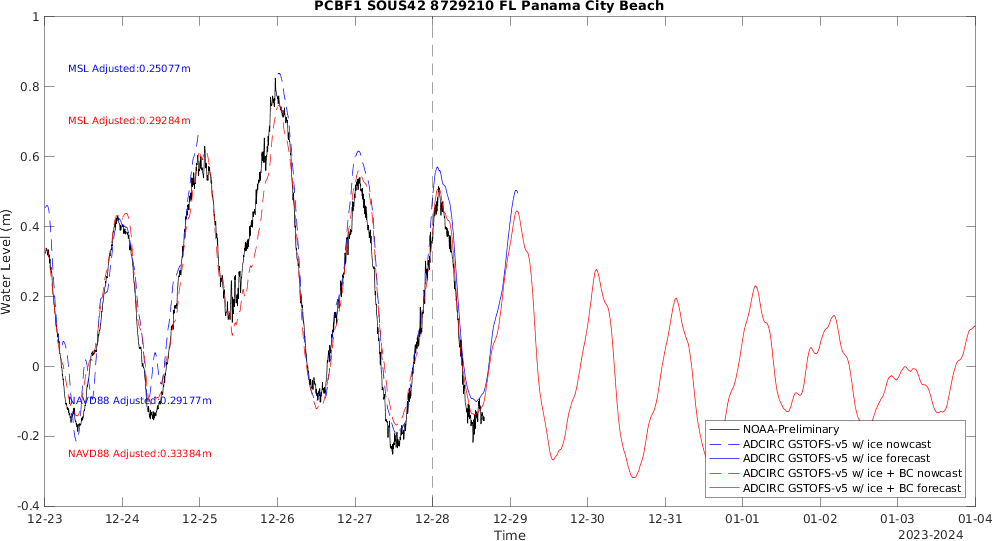 PCBF1 SOUS42 8729210 FL Panama City Beach
Water Level (m)
1
0.8
0.6
0.4
0.2
0
-0.2
-0.4
MSL Adjusted:0.25077m
MSL Adjusted:0.29284m
NAVD88 Adjusted:0.29177m
NAVD88 Adjusted:0.33384m
NOAA-Preliminary
ADCIRC GSTOFS-v5 w/ ice nowcast
ADCIRC GSTOFS-v5 w/ ice forecast
ADCIRC GSTOFS-v5 w/ ice + BC nowcast
ADCIRC GSTOFS-v5 w/ ice + BC forecast
12-23 12-24 12-25 12-26 12-27 12-28 12-29 12-30 12-31 01-01 01-02 01-03 01-04
Time
2023-2024